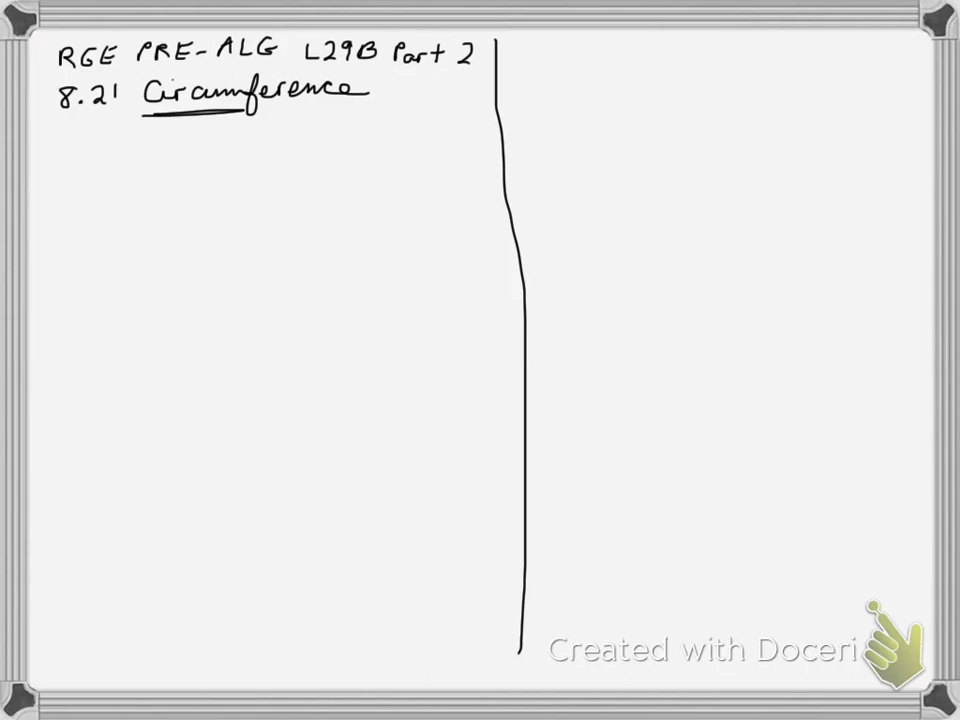 RGE PRE-ALG L29B Part 2
8.21 Circumference
Created with Doceri